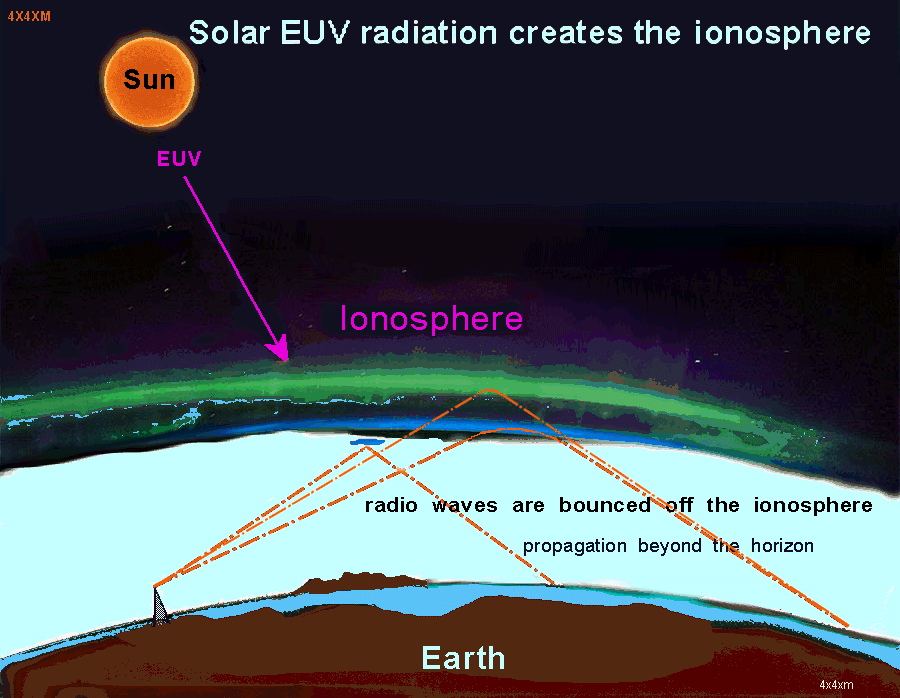 4X4XM
Solar EUV radiation creates the ionosphere
Sun
EUV
Ionosphere
radio waves are bounced off the ionosphere
propagation beyond the horizon
Earth
4x4xm